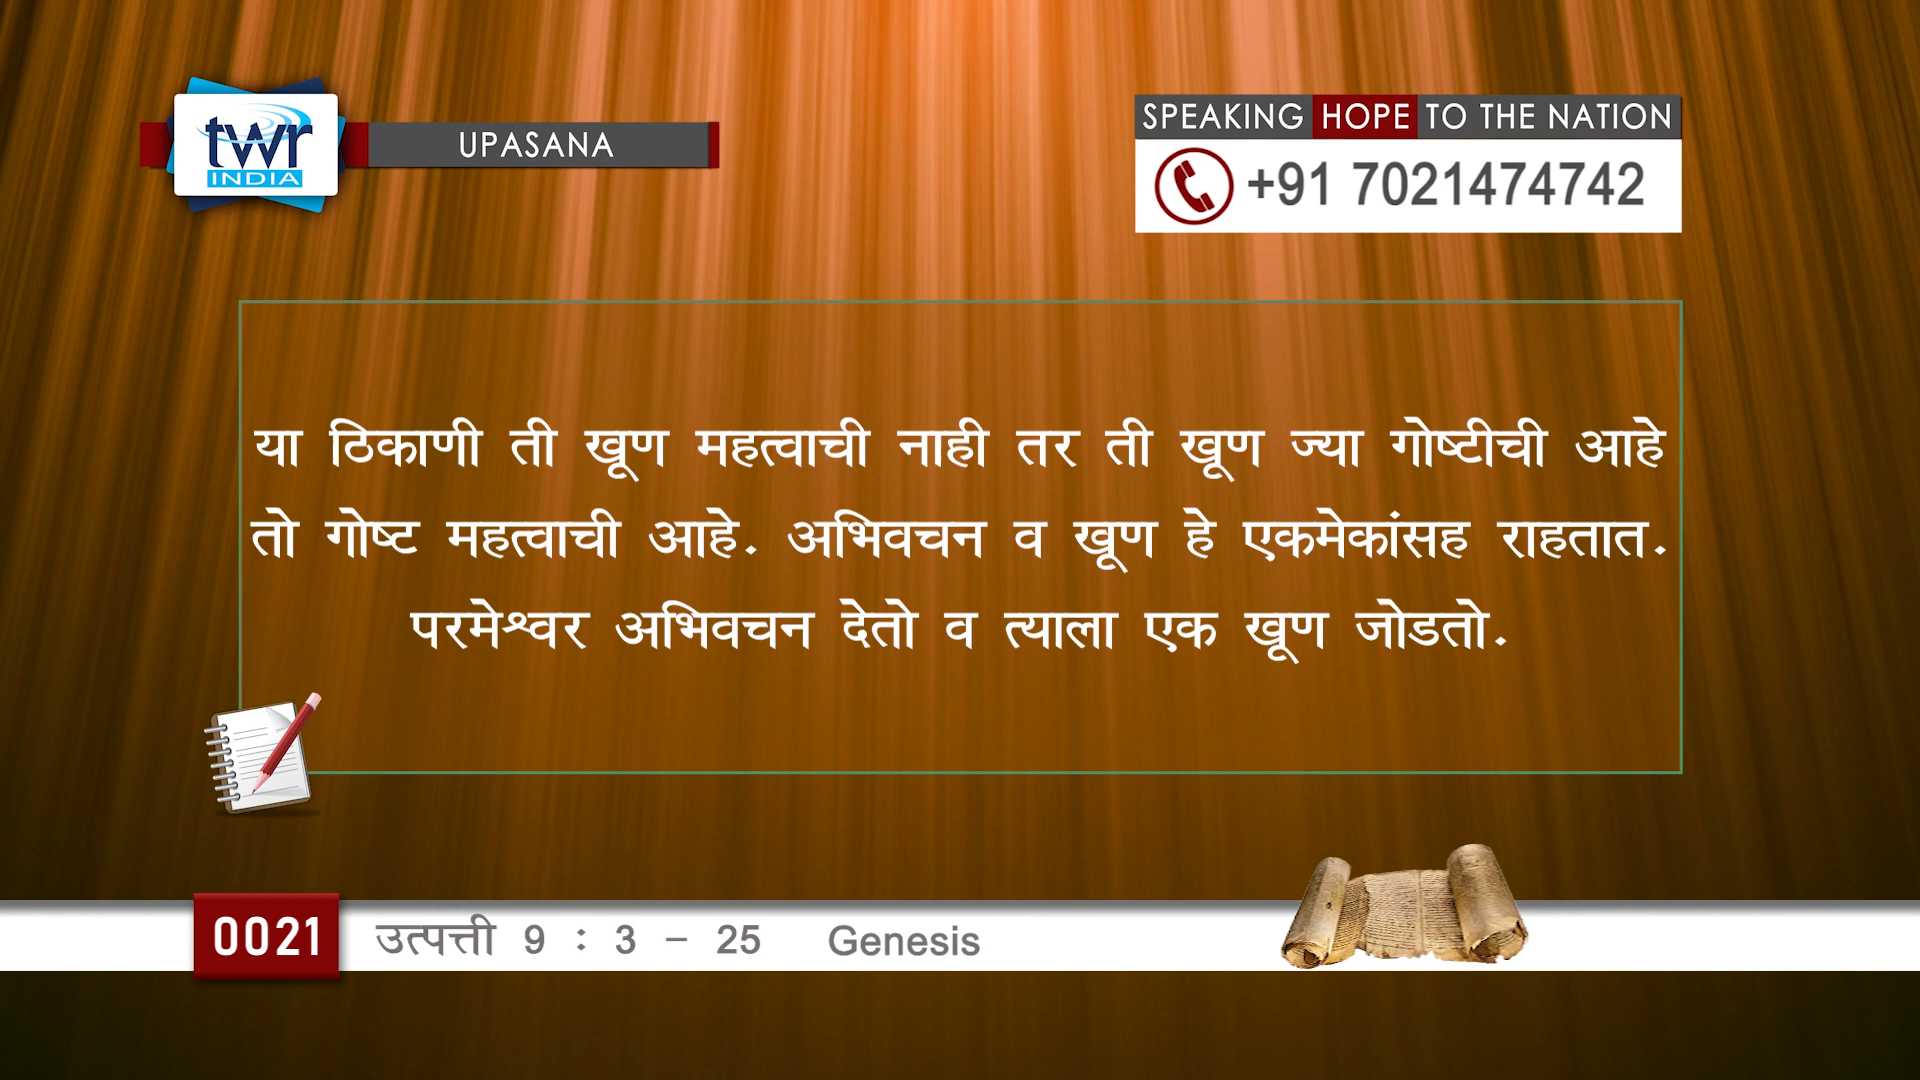 twr
INDIA
UPASANA
SPEAKING HOPE TO THE NATION
+91 7021474742
या ठिकाणी ती खूण महत्वाची नाही तर ती खूण ज्या गोष्टीची आहे
तो गोष्ट महत्वाची आहे. अभिवचन व खूण हे एकमेकांसह राहतात.
परमेश्वर अभिवचन देतो व त्याला एक खूण जोडतो.
0021 उत्पत्ती 9 : 3 - 25 Genesis